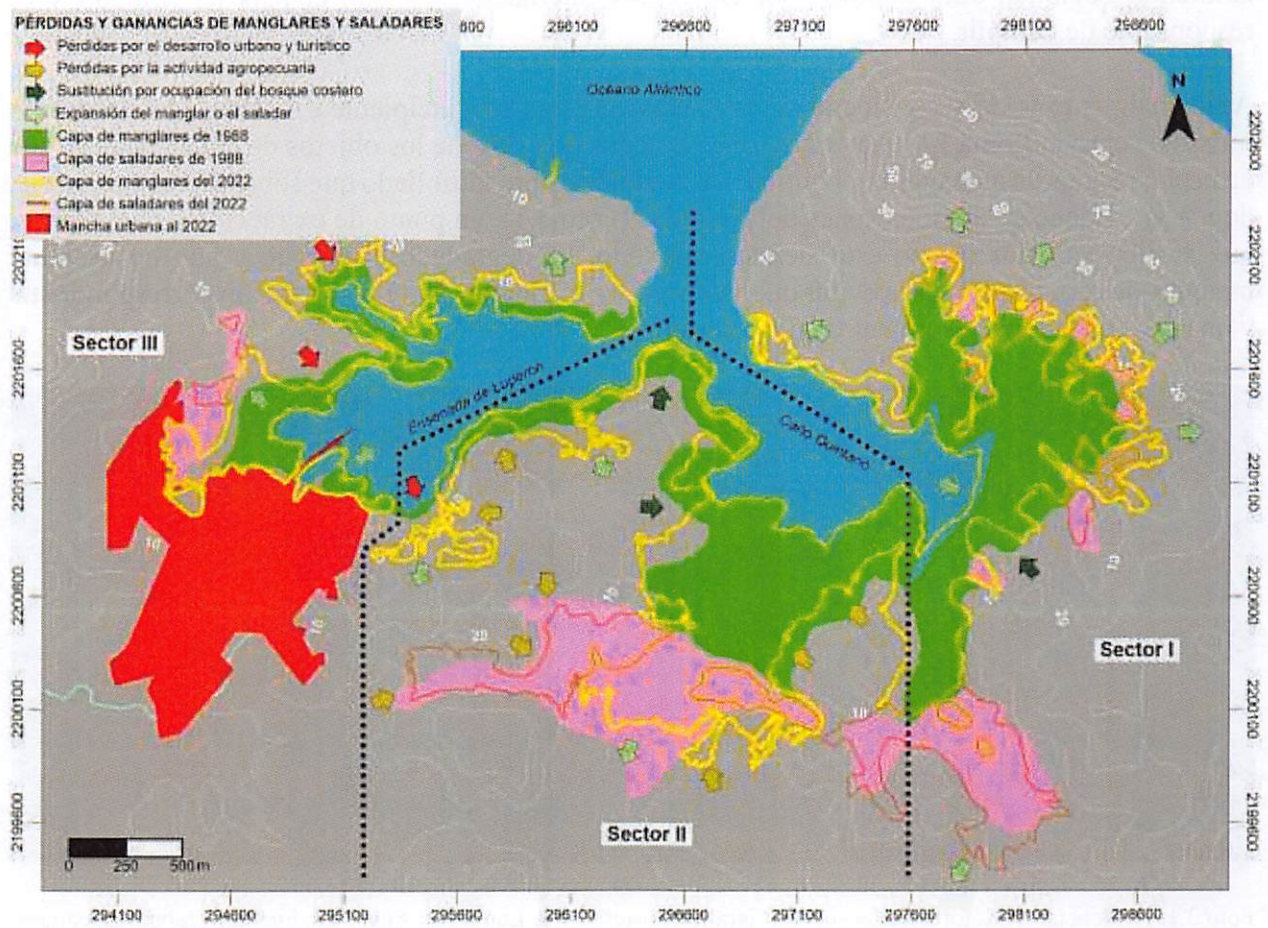 PÉRDIDAS Y GANANCIAS DE MANGLARES Y SALADARES
Pérdidas por el desarrollo urbano y turístico
Pérdidas por la actividad agropecuaria
Sustitución por ocupación del bosque costero
Expansión del manglar o el saladar
Capa de manglares de 1988
Capa de saladares de 1988
Capa de manglares del 2022
Capa de saladares del 2022
Mancha urbana al 2022
296100 296600 297100 297600 298100 298600
Océano Atlántico
N
2202600
2202100
2201600
2201100
2200600
2200100
2199600
Sector III
Ensenada de Luperón
Caño Quintano
Sector I
Sector II
0 250 500 m
294100 294600 295100 295600 296100 296600 297100 297600 298100 298600